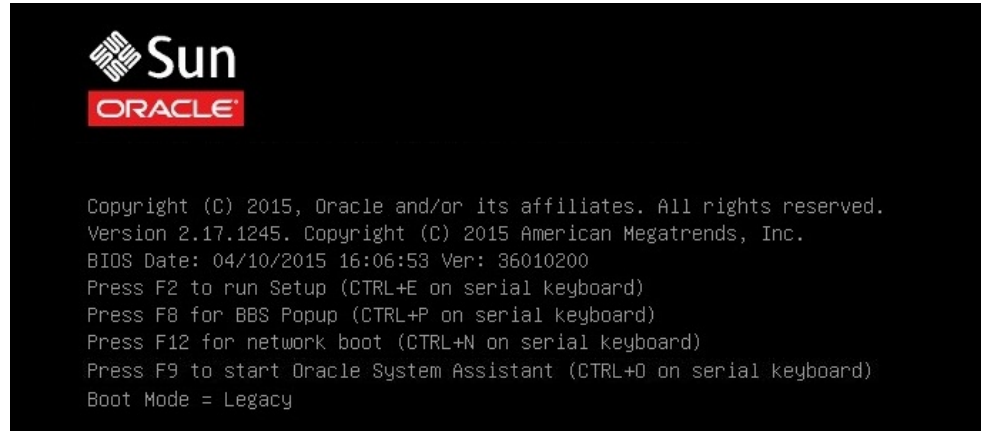 Sun
ORACLE
Copyright (C) 2015, Oracle and/or its affiliates. All rights reserved.
Version 2.17.1245. Copyright (C) 2015 American Megatrends, Inc.
BIOS Date: 04/10/2015 16:06:53 Ver: 36010200
Press F2 to run Setup (CTRL+E on serial keyboard)
Press F8 for BBS Popup (CTRL+P on serial keyboard)
Press F12 for network boot (CTRL+N on serial keyboard)
Press F9 to start Oracle System Assistant (CTRL+O on serial keyboard)
Boot Mode = Legacy